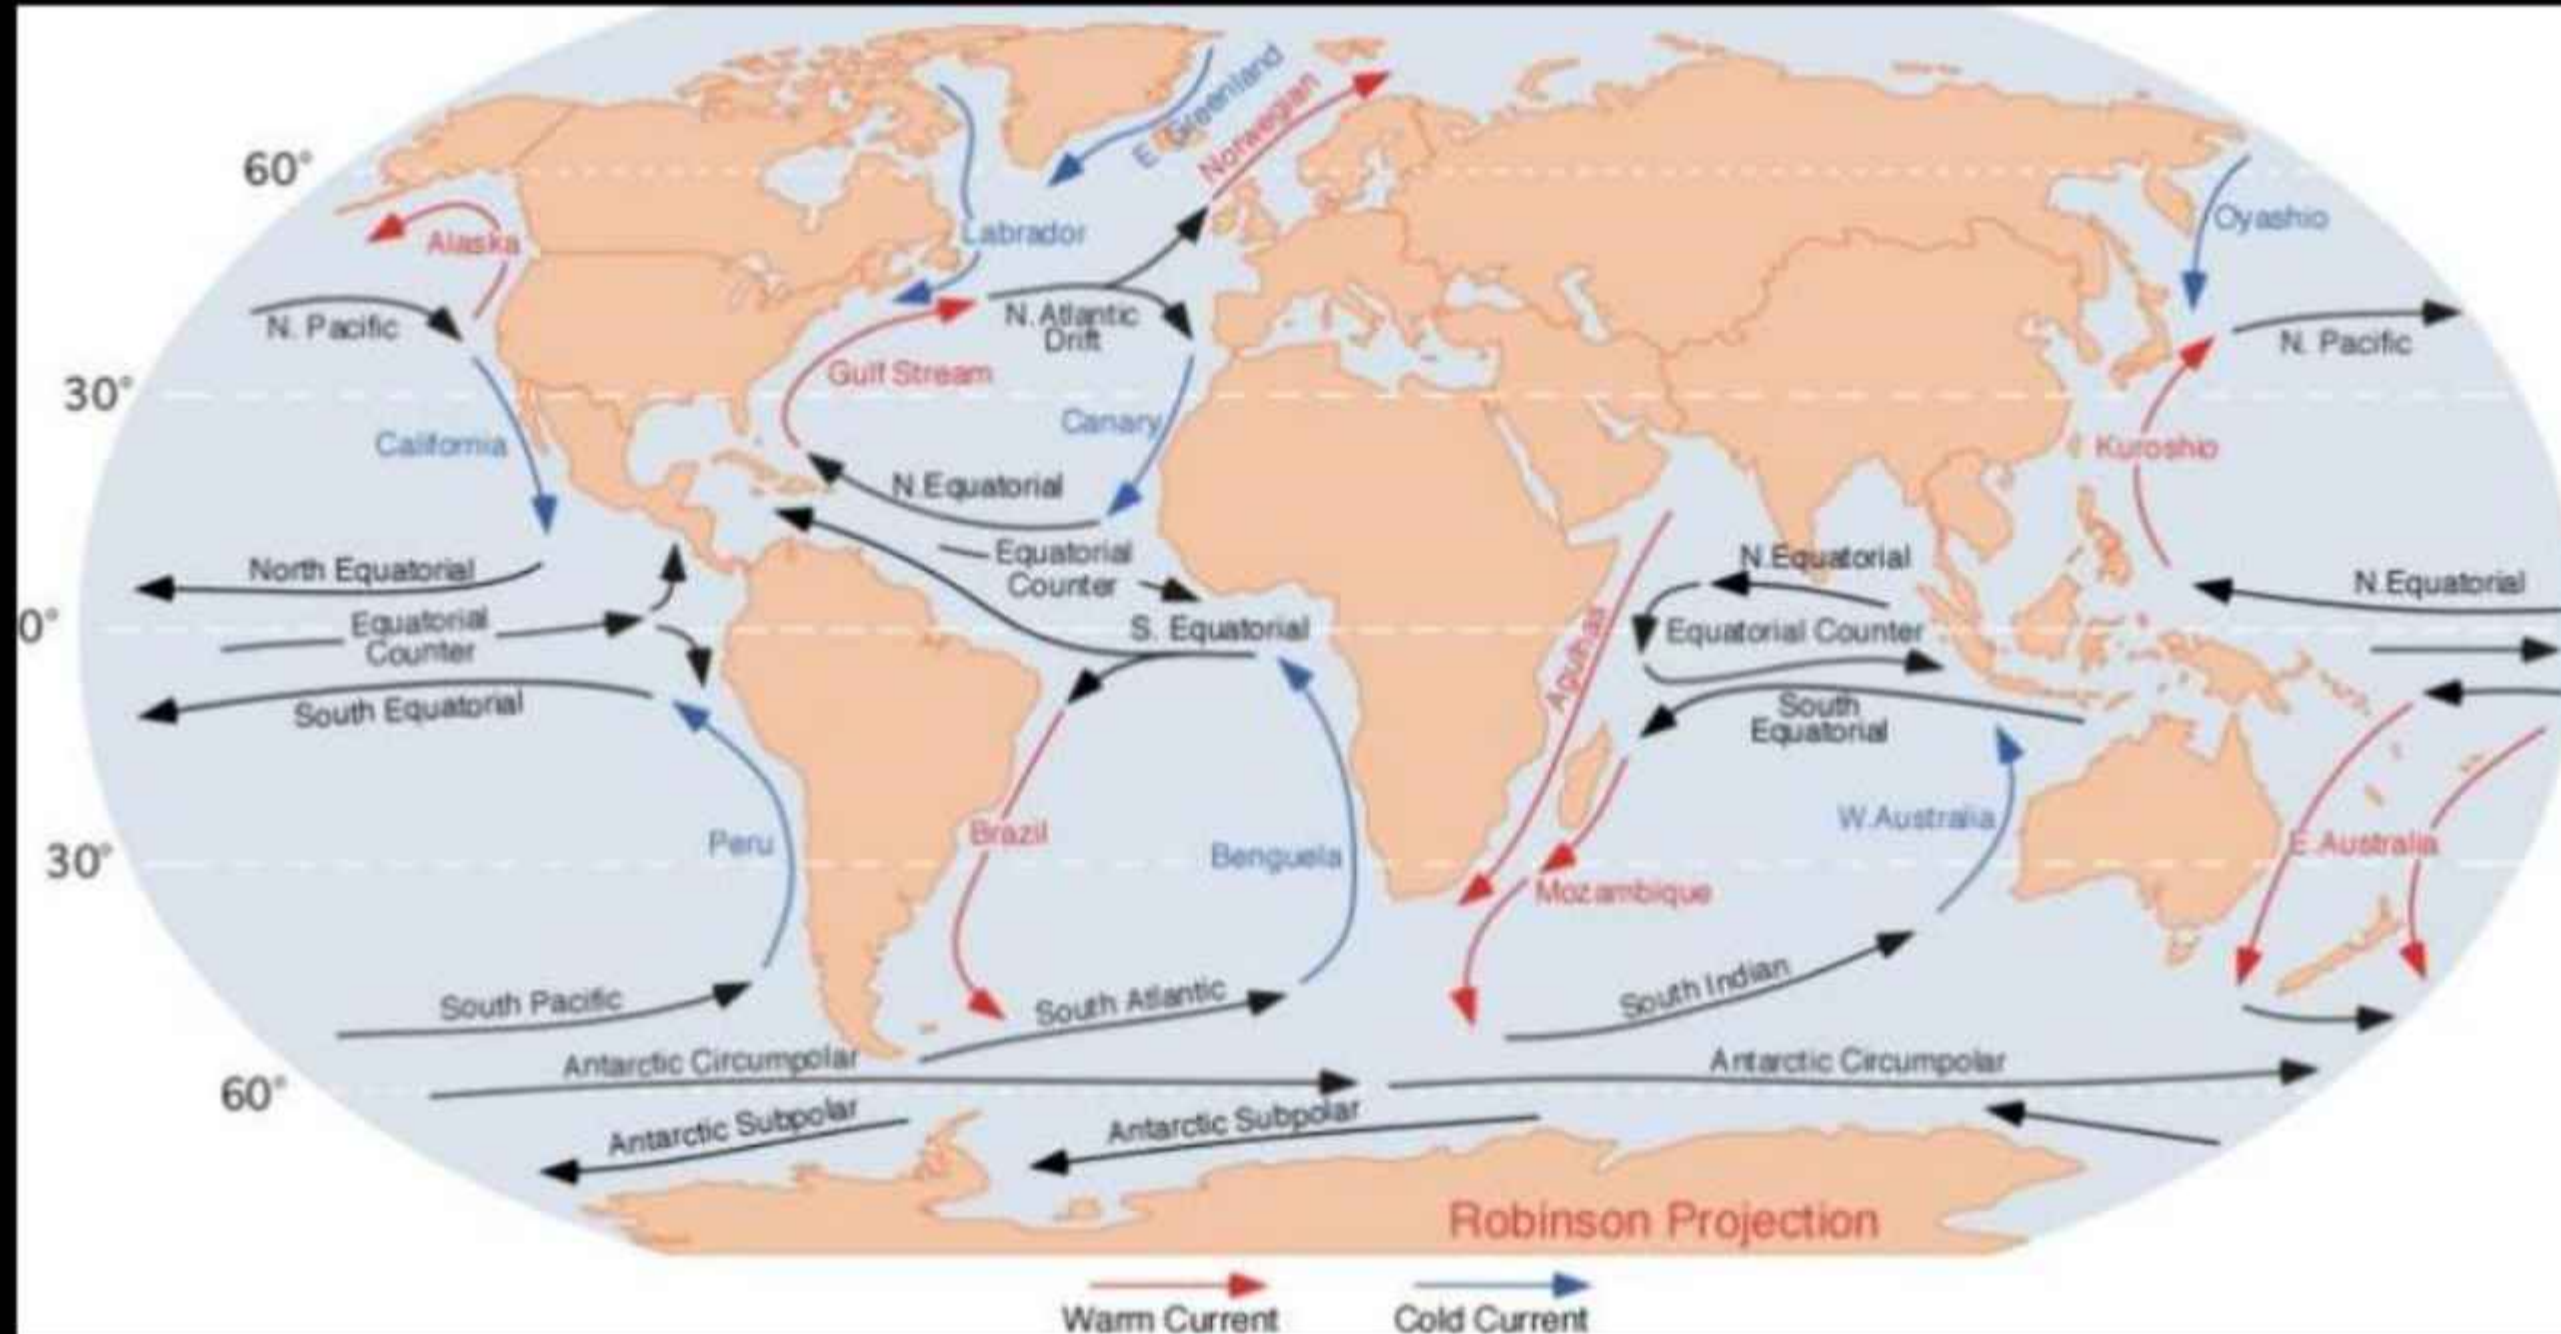 E. Greenland
Norwegian
60°
Alaska
Labrador
Oyashio
N. Pacific
N. Atlantic
Drift
N. Pacific
Gulf Stream
30°
Canary
California
Kuroshio
N.Equatorial
North Equatorial
Equatorial
Counter
N.Equatorial
N.Equatorial
0°
Equatorial
Counter
S. Equatorial
Equatorial Counter
Agulhas
South Equatorial
South
Equatorial
Peru
Brazil
Benguela
W.Australia
E.Australia
30°
Mozambique
South Pacific
South Atlantic
South Indian
Antarctic Circumpolar
Antarctic Circumpolar
60°
Antarctic Subpolar
Antarctic Subpolar
Robinson Projection
Warm Current
Cold Current